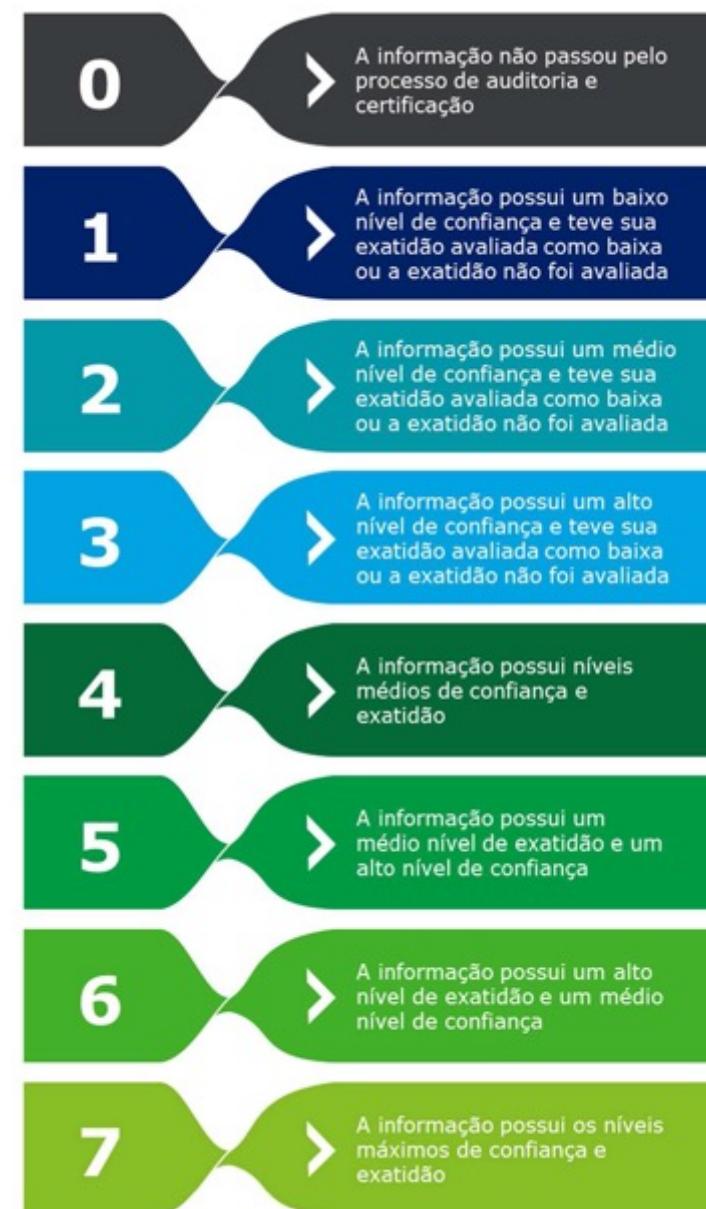 0
A informação não passou pelo
processo de auditoria e
certificação
1
A informação possui um baixo
nível de confiança e teve sua
exatidão avaliada como baixa
ou a exatidão não foi avaliada
2
A informação possui um médio
nível de confiança e teve sua
exatidão avaliada como baixa
ou a exatidão não foi avaliada
3
A informação possui um alto
nível de confiança e teve sua
exatidão avaliada como baixa
ou a exatidão não foi avaliada
4
A informação possui níveis
médios de confiança e
exatidão
5
A informação possui um
médio nível de exatidão e um
alto nível de confiança
6
A informação possui um alto
nível de exatidão e um médio
nível de confiança
7
A informação possui os níveis
máximos de confiança e
exatidão